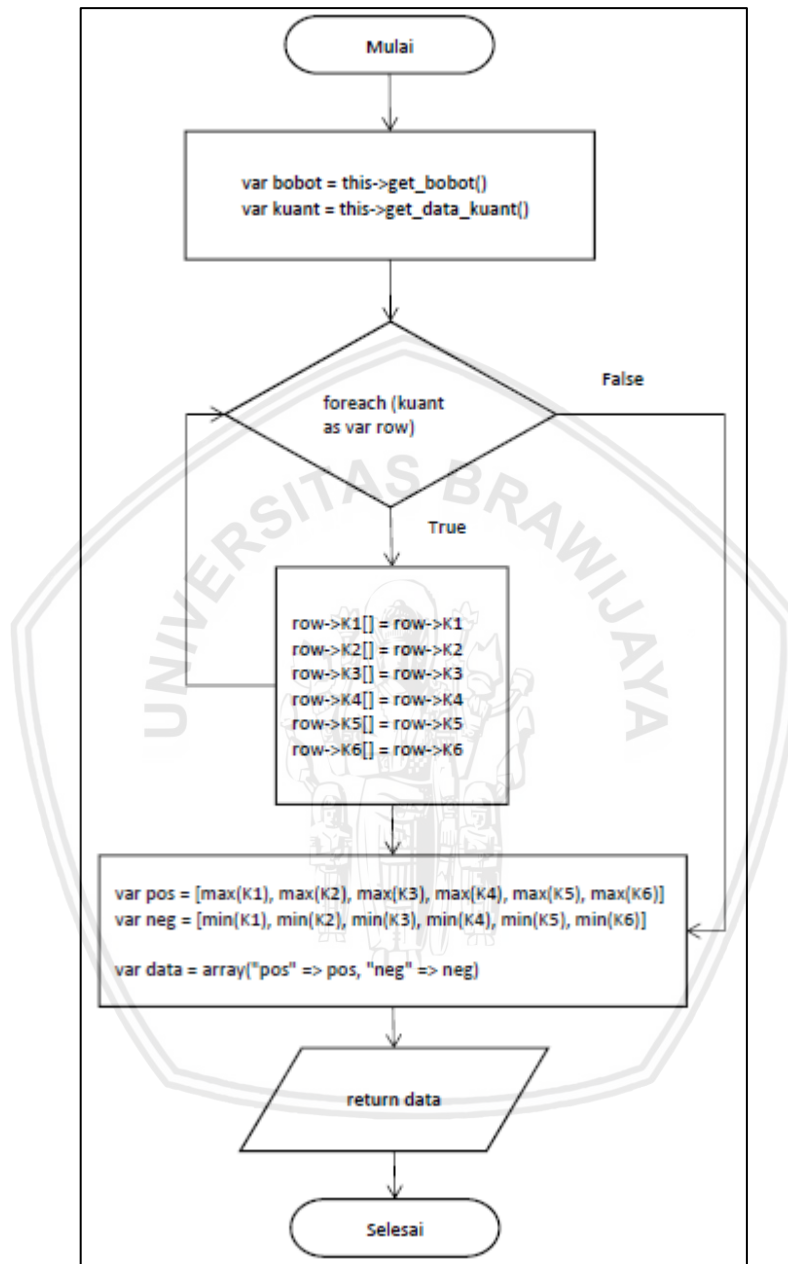 Mulai
var bobot = this->get_bobot()
var kuant = this->get_data_kuant()
foreach (kuant
as var row)
False
True
row->K1[] = row->K1
row->K2[] = row->K2
row->K3[] = row->K3
row->K4[] = row->K4
row->K5[] = row->K5
row->K6[] = row->K6
var pos = [max(K1), max(K2), max(K3), max(K4), max(K5), max(K6)]
var neg = [min(K1), min(K2), min(K3), min(K4), min(K5), min(K6)]
var data = array("pos" => pos, "neg" => neg)
return data
Selesai
UNIVERSITAS BRAWIJAYA